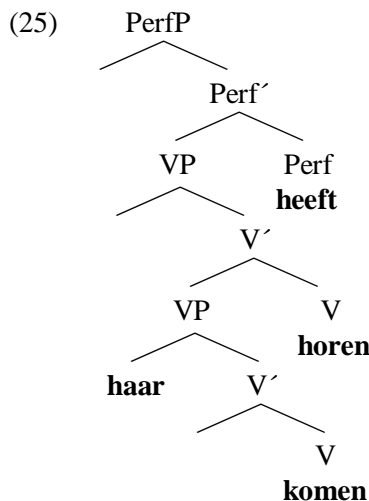 (25) PerfP
Perf´
VP Perf
heeft
V´
VP V
horen
haar V´
V
komen